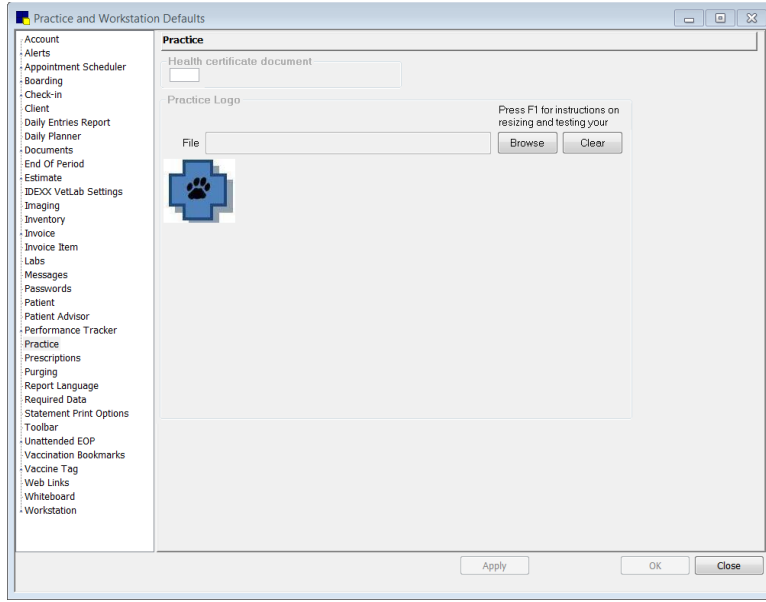 Practice and Workstation Defaults
Account
Alerts
Appointment Scheduler
Boarding
Check-in
Client
Daily Entries Report
Daily Planner
Documents
End Of Period
Estimate
IDEXX VetLab Settings
Imaging
Inventory
Invoice
Invoice Item
Labs
Messages
Passwords
Patient
Patient Advisor
Performance Tracker
Practice
Prescriptions
Purging
Report Language
Required Data
Statement Print Options
Toolbar
Unattended EOP
Vaccination Bookmarks
Vaccine Tag
Web Links
Whiteboard
Workstation
Practice
Health certificate document
Practice Logo
Press F1 for instructions on
resizing and testing your
File
Browse
Clear
Apply
OK
Close